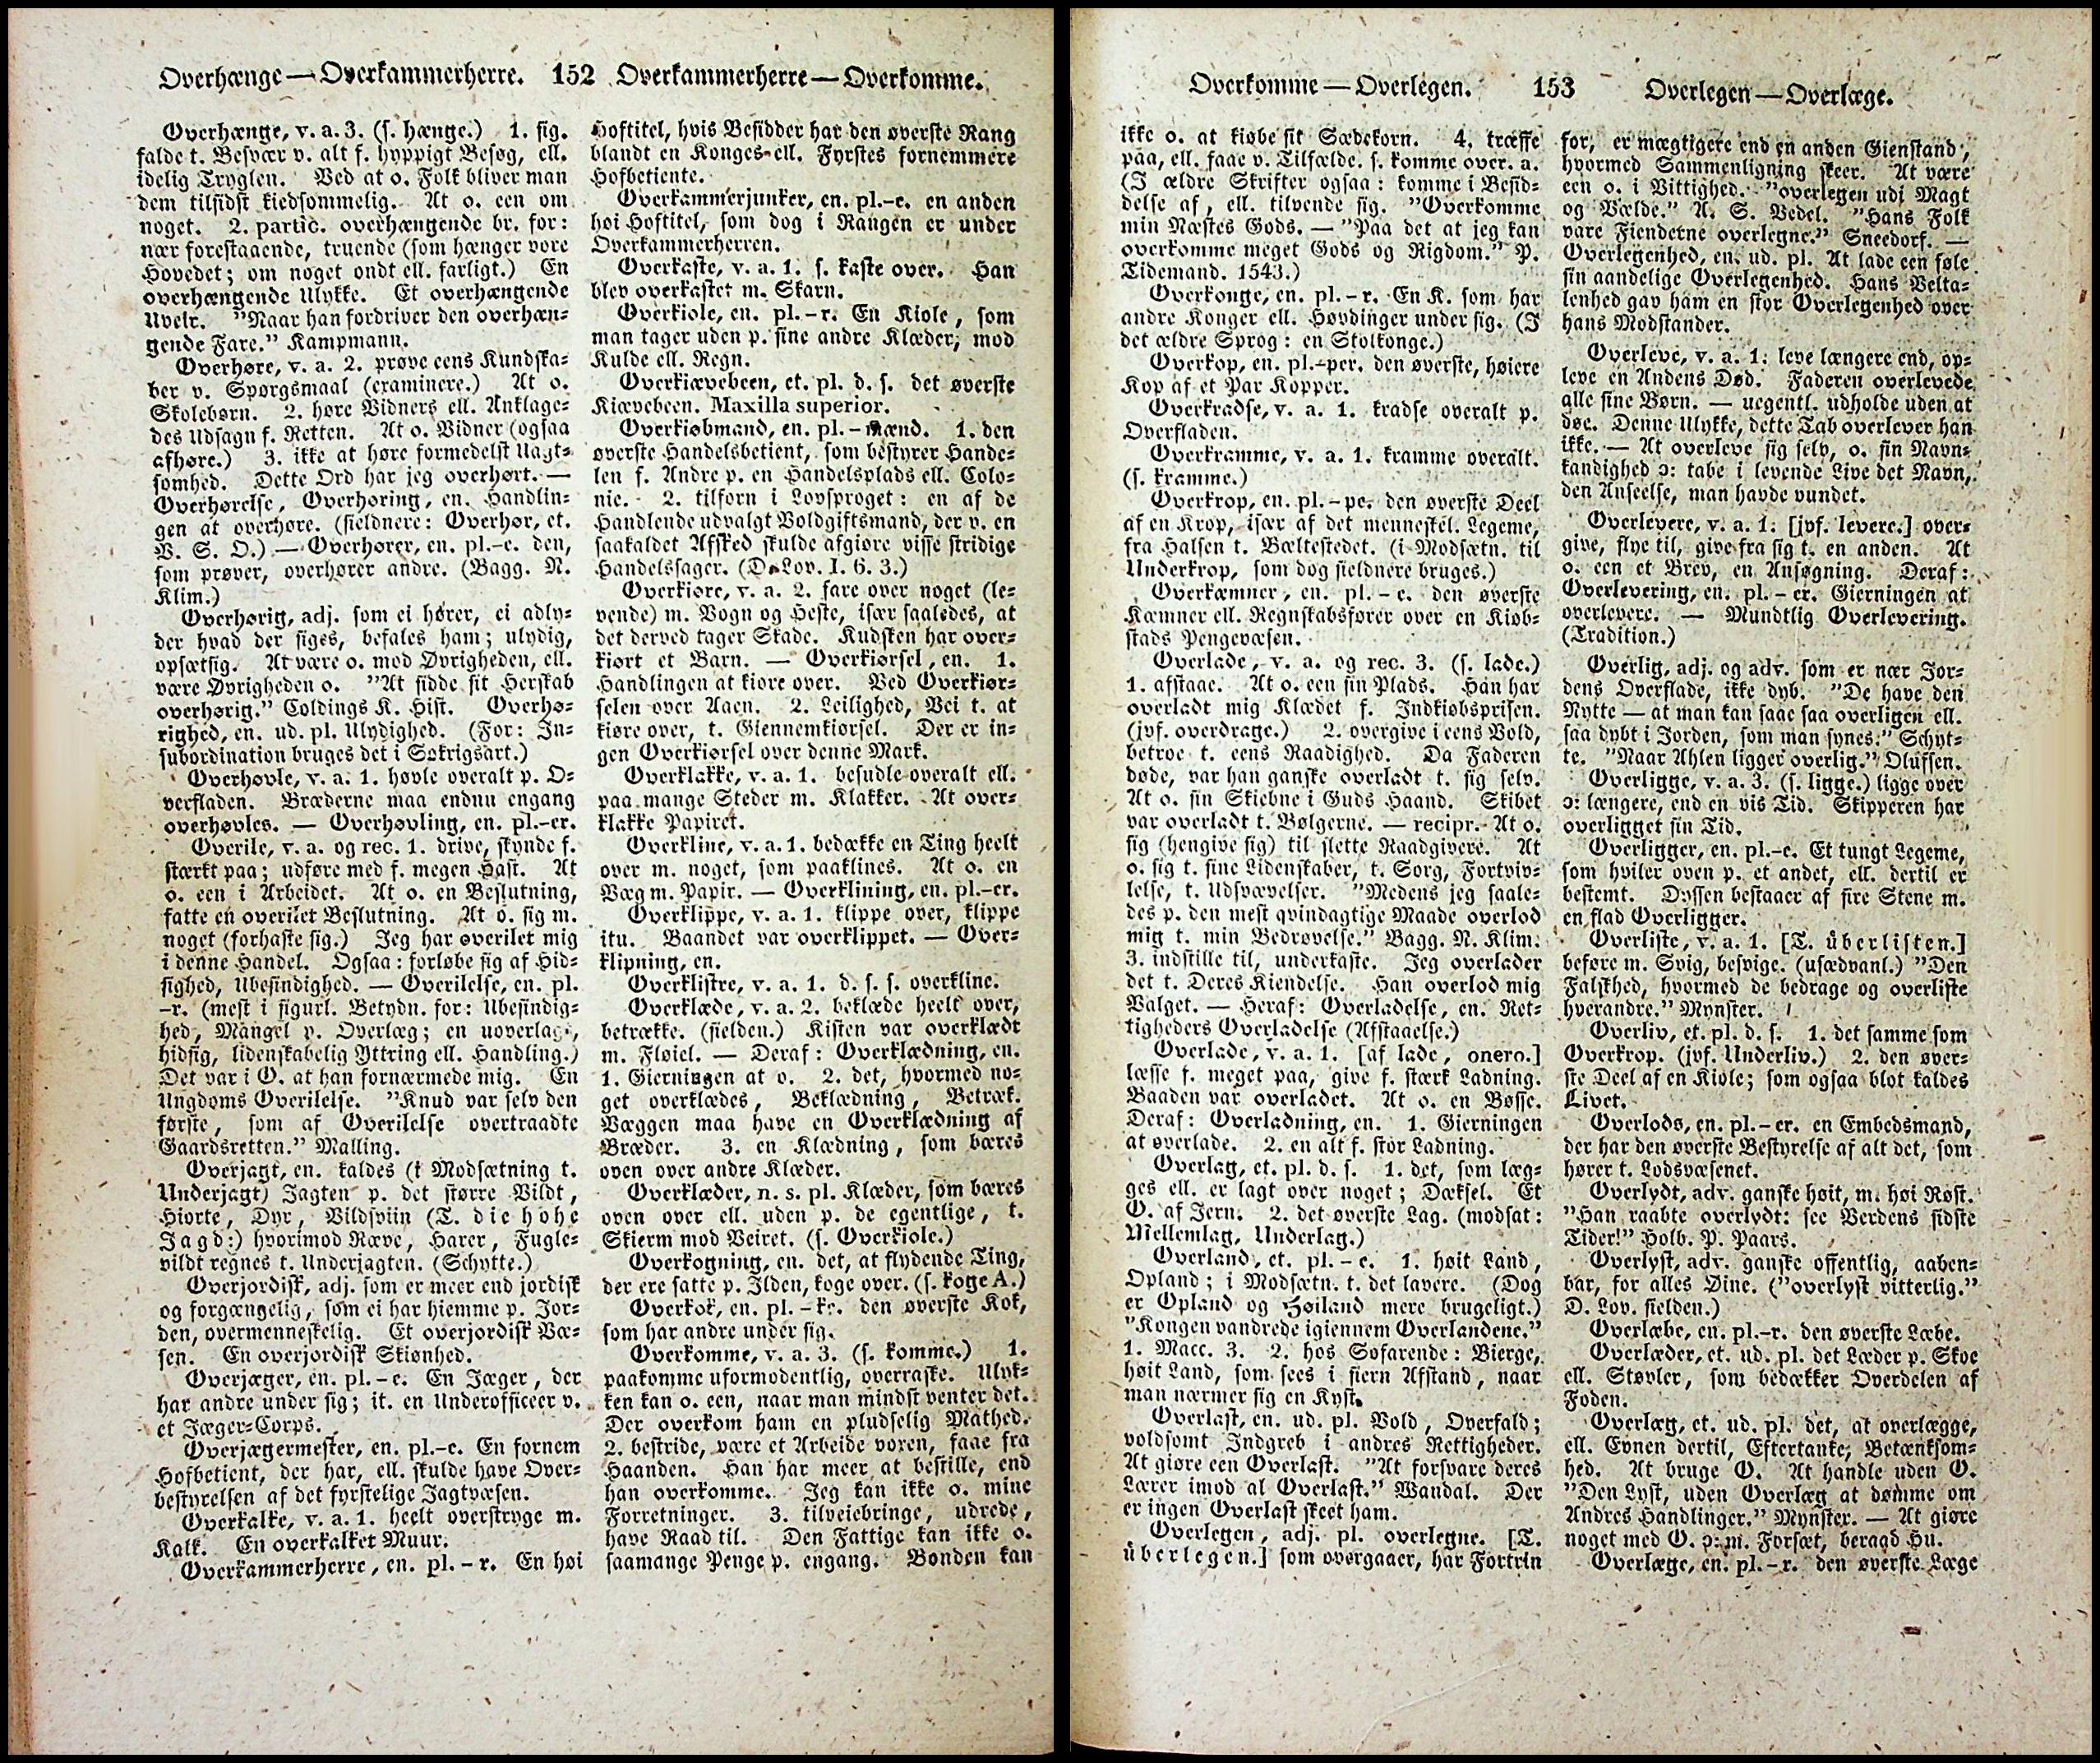 Overhænge — Overkammerherre. 152 Overkammerherre — Overkomme.
Overhænge, v. a. 3. (s. hænge.) 1. fig.
falde t. Besvær v. alt f. hyppigt Besøg, ell.
idelig Tryglen. Ved at o. Folk bliver man
dem tilsidst kiedsommelig. At o. een om
noget. 2. partic. overhængende br. for:
nær forestaaende, truende (som hænger vore
Hovedet; om noget ondt ell. farligt.) En
overhængende Ulykke. Et overhængende
Uveir. "Naar han fordriver den overhæn-
gende Fare." Kampmann.
Overhøre, v. a. 2. prøve eens Kundska-
ber v. Spørgsmaal (examinere.) At o.
Skolebørn. 2. høre Vidners ell. Anklage-
des Udsagn f. Retten. At o. Vidner (ogsaa
afhøre.) 3. ikke at høre formedelst Uagt-
somhed. Dette Ord har jeg overhørt. —
Overhørelse, Overhøring, en. Handlin-
gen at overhøre. (sieldnere: Overhør, et.
V. S. O.) — Overhører, en. pl.-e. den,
som prøver, overhører andre. (Bagg. N.
Klim.)
Overhørig, adj. som ei hører, ei adly-
der hvad der siges, befales ham; ulydig,
opsætsig. At være o. mod Øvrigheden, ell.
være Øvrigheden o. "At sidde sit Herskab
overhørig." Coldings K. Hist. Overhø-
righed, en. ud. pl. Ulydighed. (For: In-
subordination bruges det i Søkrigsart.)
Overhøvle, v. a. 1. høvle overalt p. O-
verfladen. Bræderne maa endnu engang
overhøvles. — Overhøvling, en. pl.-er.
Overile, v. a. og rec. 1. drive, skynde f.
stærkt paa; udføre med f. megen Hast. At
o. een i Arbeidet. At o. en Beslutning,
fatte en overilet Beslutning. At o. sig m.
noget (forhaste sig.) Jeg har overilet mig
i denne Handel. Ogsaa: forløbe sig af Hid-
sighed, Ubesindighed. — Overilelse, en. pl.
-r. (mest i figurl. Betydn. for: Ubesindig-
hed, Mangel p. Overlæg; en uoverlagt,
hidsig, lidenskabelig Yttring ell. Handling.)
Det var i O. at han fornærmede mig. En
Ungdoms Overilelse. "Knud var selv den
første, som af Overilelse overtraadte
Gaardsretten." Malling.
Overjagt, en. kaldes (i Modsætning t.
Underjagt) Jagten p. det større Vildt,
Hiorte, Dyr, Vildsviin (T. die hohe
Jagd:) hvorimod Ræve, Harer, Fugle-
vildt regnes t. Underjagten. (Schytte.)
Overjordisk, adj. som er meer end jordisk
og forgængelig, som ei har hiemme p. Jor-
den, overmenneskelig. Et overjordisk Væ-
sen. En overjordisk Skiønhed.
Overjæger, en. pl.-e. En Jæger, der
har andre under sig; it. en Underofficeer v.
et Jæger-Corps.
Overjægermester, en. pl.-e. En fornem
Hofbetient, der har, ell. skulde have Over-
bestyrelsen af det fyrstelige Jagtvæsen.
Overkalke, v. a. 1. heelt overstryge m.
Kalk. En overkalket Muur.
Overkammerherre, en. pl.-r. En høi
Hoftitel, hvis Besidder har den øverste Rang
blandt en Konges ell. Fyrstes fornemmere
Hofbetiente.
Overkammerjunker, en. pl.-e. en anden
høi Hoftitel, som dog i Rangen er under
Overkammerherren.
Overkaste, v. a. 1. s. kaste over. Han
blev overkastet m. Skarn.
Overkiole, en. pl.-r. En Kiole, som
man tager uden p. sine andre Klæder, mod
Kulde ell. Regn.
Overkiævebeen, et. pl. d. s. det øverste
Kiævebeen. Maxilla superior.
Overkiøbmand, en. pl.-mænd. 1. den
øverste Handelsbetient, som bestyrer Hande-
len f. Andre p. en Handelsplads ell. Colo-
nie. 2. tilforn i Lovsproget: en af de
Handlende udvalgt Voldgiftsmand, der v. en
saakaldet Afsked skulde afgiøre visse stridige
Handelssager. (D. Lov. I. 6. 3.)
Overkiøre, v. a. 2. fare over noget (le-
vende) m. Vogn og Heste, især saaledes, at
det derved tager Skade. Kudsken har over-
kiørt et Barn. — Overkiørsel, en. 1.
Handlingen at kiøre over. Ved Overkiør-
selen over Aaen. 2. Leilighed, Vei t. at
kiøre over, t. Giennemkiørsel. Der er in-
gen Overkiørsel over denne Mark.
Overklakke, v. a. 1. besudle overalt ell.
paa mange Steder m. Klakker. At over-
klakke Papiret.
Overkline, v. a. 1. bedække en Ting heelt
over m. noget, som paaklines. At o. en
Væg m. Papir. — Overklining, en. pl.-er.
Overklippe, v. a. 1. klippe over, klippe
itu. Baandet var overklippet. — Over-
klipning, en.
Overklistre, v. a. 1. d. s. s. overkline.
Overklæde, v. a. 2. beklæde heelt over,
betrække. (sielden.) Kisten var overklædt
m. Fløiel. — Deraf: Overklædning, en.
1. Gierningen at o. 2. det, hvormed no-
get overklædes, Beklædning, Betræk.
Væggen maa have en Overklædning af
Bræder. 3. en Klædning, som bæres
oven over andre Klæder.
Overklæder, n. s. pl. Klæder, som bæres
oven over ell. uden p. de egentlige, t.
Skierm mod Veiret. (s. Overkiole.)
Overkogning, en. det, at flydende Ting,
der ere satte p. Ilden, koge over. (s. koge A.)
Overkok, en. pl.-ke. den øverste Kok,
som har andre under sig.
Overkomme, v. a. 3. (s. komme.) 1.
paakomme uformodentlig, overraske. Ulyk-
ken kan o. een, naar man mindst venter det.
Der overkom ham en pludselig Mathed.
2. bestride, være et Arbeide voxen, faae fra
Haanden. Han har meer at bestille, end
han overkomme. Jeg kan ikke o. mine
Forretninger. 3. tilveiebringe, udrede,
have Raad til. Den Fattige kan ikke o.
saamange Penge p. engang. Bonden kan
Overkomme — Overlegen. 153 Overlegen — Overlæge.
ikke o. at kiøbe sit Sædekorn. 4. træffe
paa, ell. faae v. Tilfælde. s. komme over. a.
(I ældre Skrifter ogsaa: komme i Besid-
delse af, ell. tilvende sig. "Overkomme
min Næstes Gods. — "Paa det at jeg kan
overkomme meget Gods og Rigdom." P.
Tidemand. 1543.)
Overkonge, en. pl.-r. En K. som har
andre Konger ell. Høvdinger under sig. (I
det ældre Sprog: en Stolkonge.)
Overkop, en. pl.-per. den øverste, høiere
Kop af et Par Kopper.
Overkradse, v. a. 1. kradse overalt p.
Overfladen.
Overkramme, v. a. 1. kramme overalt.
(s. kramme.)
Overkrop, en. pl.-pe. den øverste Deel
af en Krop, især af det menneskel. Legeme,
fra Halsen t. Bæltestedet. (i Modsætn. til
Underkrop, som dog sieldnere bruges.)
Overkæmner, en. pl.-e. den øverste
Kæmner ell. Regnskabsfører over en Kiøb-
stads Pengevæsen.
Overlade, v. a. og rec. 3. (s. lade.)
1. afstaae. At o. een sin Plads. Han har
overladt mig Klædet f. Indkiøbsprisen.
(jvf. overdrage.) 2. overgive i eens Vold,
betroe t. eens Raadighed. Da Faderen
døde, var han ganske overladt t. sig selv.
At o. sin Skiebne i Guds Haand. Skibet
var overladt t. Bølgerne. — recipr. At o.
sig (hengive sig) til slette Raadgivere. At
o. sig t. sine Lidenskaber, t. Sorg, Fortviv-
lelse, t. Udsvævelser. "Medens jeg saale-
des p. den mest qvindagtige Maade overlod
mig t. min Bedrøvelse." Bagg. N. Klim.
3. indstille til, underkaste. Jeg overlader
det t. Deres Kiendelse. Han overlod mig
Valget. — Heraf: Overladelse, en. Ret-
tigheders Overladelse (Afstaaelse.)
Overlade, v. a. 1. [af lade, onero.]
læsse f. meget paa, give f. stærk Ladning.
Baaden var overladet. At o. en Bøsse.
Deraf: Overladning, en. 1. Gierningen
at overlade. 2. en alt f. stor Ladning.
Overlag, et. pl. d. s. 1. det, som læg-
ges ell. er lagt over noget; Dæksel. Et
O. af Jern. 2. det øverste Lag. (modsat:
Mellemlag, Underlag.)
Overland, et. pl.-e. 1. høit Land,
Opland; i Modsætn. t. det lavere. (Dog
er Opland og Høiland mere brugeligt.)
"Kongen vandrede igiennem Overlandene."
1. Macc. 3. 2. hos Søfarende: Bierge,
høit Land, som sees i fiern Afstand, naar
man nærmer sig en Kyst.
Overlast, en. ud. pl. Vold, Overfald;
voldsomt Indgreb i andres Rettigheder.
At giøre een Overlast. "At forsvare deres
Lærer imod al Overlast." Wandal. Der
er ingen Overlast skeet ham.
Overlegen, adj. pl. overlegne. [T.
überlegen.] som overgaaer, har Fortrin
for, er mægtigere end en anden Gienstand,
hvormed Sammenligning skeer. At være
een o. i Vittighed. "overlegen udi Magt
og Vælde." A. S. Vedel. "Hans Folk
vare Fienderne overlegne." Sneedorf. —
Overlegenhed, en. ud. pl. At lade een føle
sin aandelige Overlegenhed. Hans Velta-
lenhed gav ham en stor Overlegenhed over
hans Modstander.
Overleve, v. a. 1. leve længere end, op-
leve en Andens Død. Faderen overlevede
alle sine Børn. — uegentl. udholde uden at
døe. Denne Ulykke, dette Tab overlever han
ikke. — At overleve sig selv, o. sin Navn-
kundighed ɔ: tabe i levende Live det Navn,
den Anseelse, man havde vundet.
Overlevere, v. a. 1. [jvf. levere.] over-
give, flye til, give fra sig t. en anden. At
o. een et Brev, en Ansøgning. Deraf:
Overlevering, en. pl.-er. Gierningen at
overlevere. — Mundtlig Overlevering.
(Tradition.)
Overlig, adj. og adv. som er nær Jor-
dens Overflade, ikke dyb. "De have den
Nytte — at man kan saae saa overligen ell.
saa dybt i Jorden, som man synes." Schyt-
te. "Naar Ahlen ligger overlig." Olufsen.
Overligge, v. a. 3. (s. ligge.) ligge over
ɔ: længere, end en vis Tid. Skipperen har
overligget sin Tid.
Overligger, en. pl.-e. Et tungt Legeme,
som hviler oven p. et andet, ell. dertil er
bestemt. Dyssen bestaaer af fire Stene m.
en flad Overligger.
Overliste, v. a. 1. [T. überlisten.]
beføre m. Svig, besvige. (usædvanl.) "Den
Falskhed, hvormed de bedrage og overliste
hverandre." Mynster.
Overliv, et. pl. d. s. 1. det samme som
Overkrop. (jvf. Underliv.) 2. den øver-
ste Deel af en Kiole; som ogsaa blot kaldes
Livet.
Overlods, en. pl.-er. en Embedsmand,
der har den øverste Bestyrelse af alt det, som
hører t. Lodsvæsenet.
Overlydt, adv. ganske høit, m. høi Røst.
"Han raabte overlydt: see Verdens sidste
Tider!" Holb. P. Paars.
Overlyst, adv. ganske offentlig, aaben-
bar, for alles Øine. ("overlyst vitterlig."
D. Lov. sielden.)
Overlæbe, en. pl.-r. den øverste Læbe.
Overlæder, et. ud. pl. det Læder p. Skoe
ell. Støvler, som bedækker Overdelen af
Foden.
Overlæg, et. ud. pl. det, at overlægge,
ell. Evnen dertil, Eftertanke, Betænksom-
hed. At bruge O. At handle uden O.
"Den Lyst, uden Overlæg at dømme om
Andres Handlinger." Mynster. — At giøre
noget med O. ɔ: m. Forsæt, beraad Hu.
Overlæge, en. pl.-r. den øverste Læge